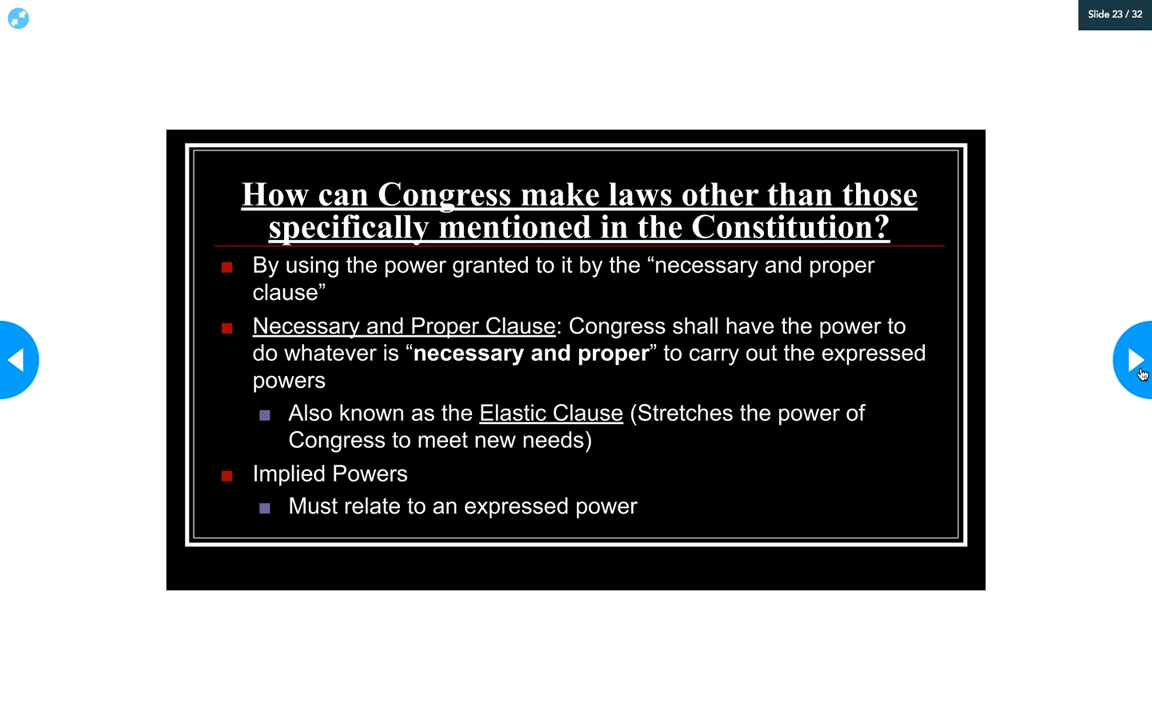 Slide 23 / 32
How can Congress make laws other than those
specifically mentioned in the Constitution?
By using the power granted to it by the “necessary and proper
clause”
Necessary and Proper Clause: Congress shall have the power to
do whatever is “necessary and proper” to carry out the expressed
powers
Also known as the Elastic Clause (Stretches the power of
Congress to meet new needs)
Implied Powers
Must relate to an expressed power